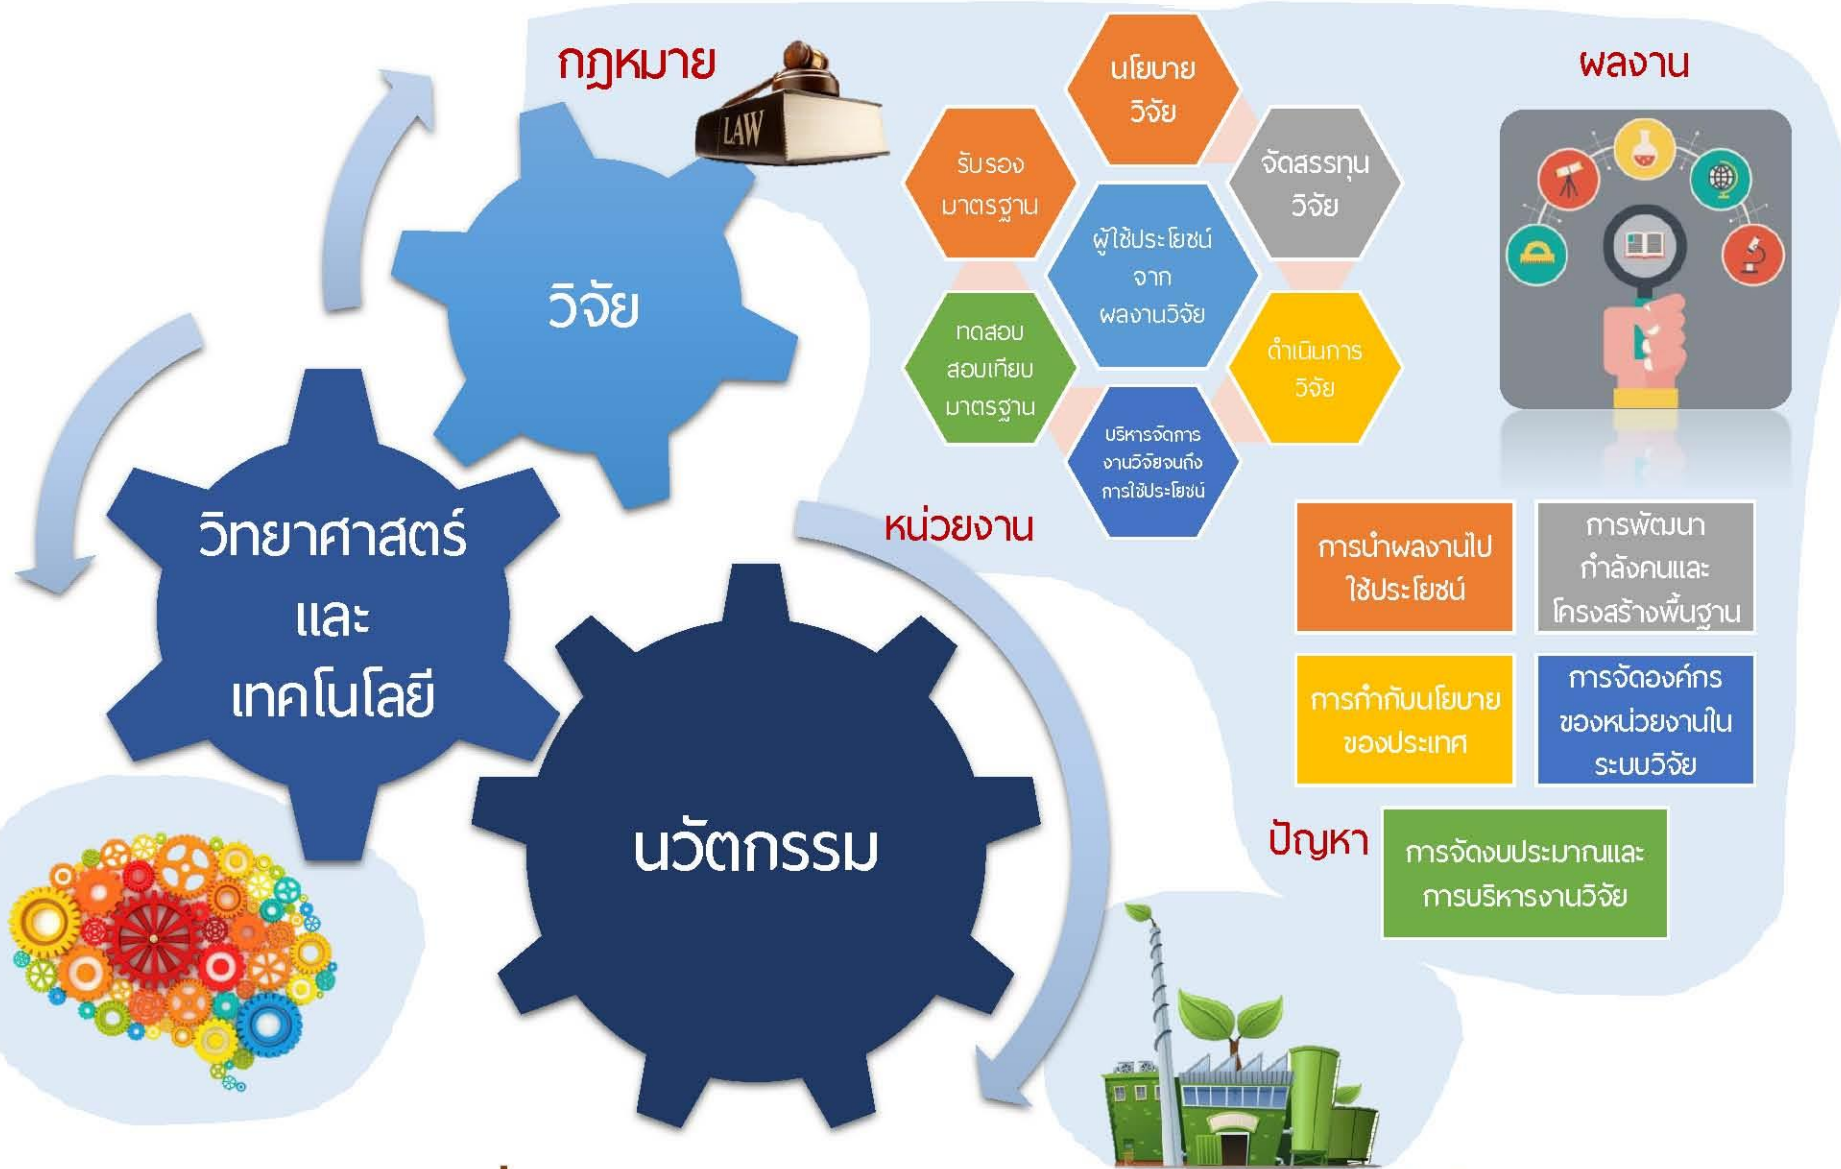 กฎหมาย
LAW
วิจัย
วิทยาศาสตร์
และ
เทคโนโลยี
นวัตกรรม
หน่วยงาน
นโยบาย
วิจัย
รับรอง
มาตรฐาน
จัดสรรทุน
วิจัย
ผู้ใช้ประโยชน์
จาก
ผลงานวิจัย
ทดสอบ
สอบเทียบ
มาตรฐาน
ดำเนินการ
วิจัย
บริหารจัดการ
งานวิจัยจนถึง
การใช้ประโยชน์
ผลงาน
การนำผลงานไป
ใช้ประโยชน์
การพัฒนา
กำลังคนและ
โครงสร้างพื้นฐาน
การกำกับนโยบาย
ของประเทศ
การจัดองค์กร
ของหน่วยงานใน
ระบบวิจัย
ปัญหา
การจัดงบประมาณและ
การบริหารงานวิจัย